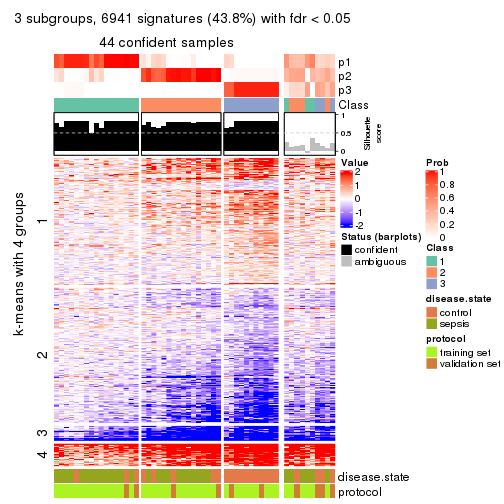 3 subgroups, 6941 signatures (43.8%) with fdr < 0.05
44 confident samples
p1
p2
p3
Class
1
0.5
0
Silhouette
score
k-means with 4 groups
1
2
3
4
disease.state
protocol
Value
2
1
0
-1
-2
Status (barplots)
confident
ambiguous
Prob
1
0.8
0.6
0.4
0.2
0
Class
1
2
3
disease.state
control
sepsis
protocol
training set
validation set